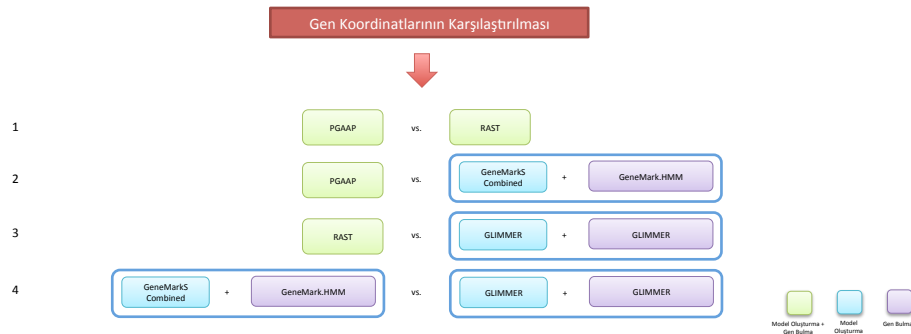 Gen Koordinatlarının Karşılaştırılması
1 PGAAP vs. RAST
2 PGAAP vs. GeneMarkS Combined + GeneMark.HMM
3 RAST vs. GLIMMER + GLIMMER
4 GeneMarkS Combined + GeneMark.HMM vs. GLIMMER + GLIMMER
Model Oluşturma + Gen Bulma
Model Oluşturma
Gen Bulma